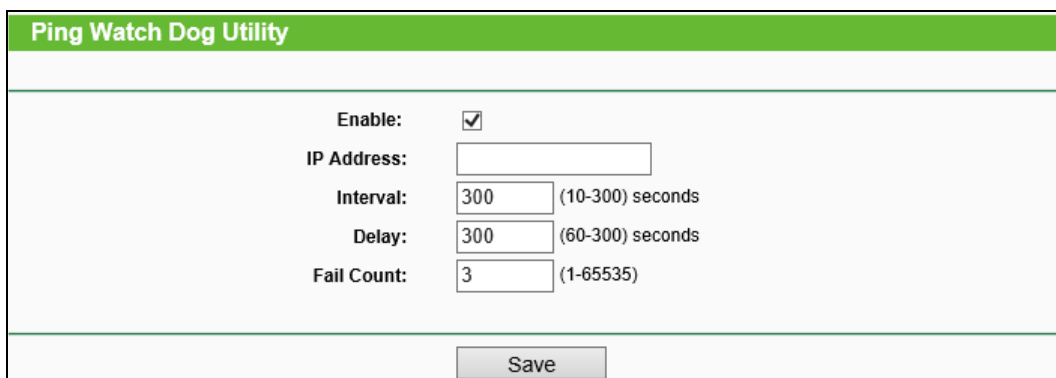 Ping Watch Dog Utility
Enable:
IP Address:
Interval: 300 (10-300) seconds
Delay: 300 (60-300) seconds
Fail Count: 3 (1-65535)
Save